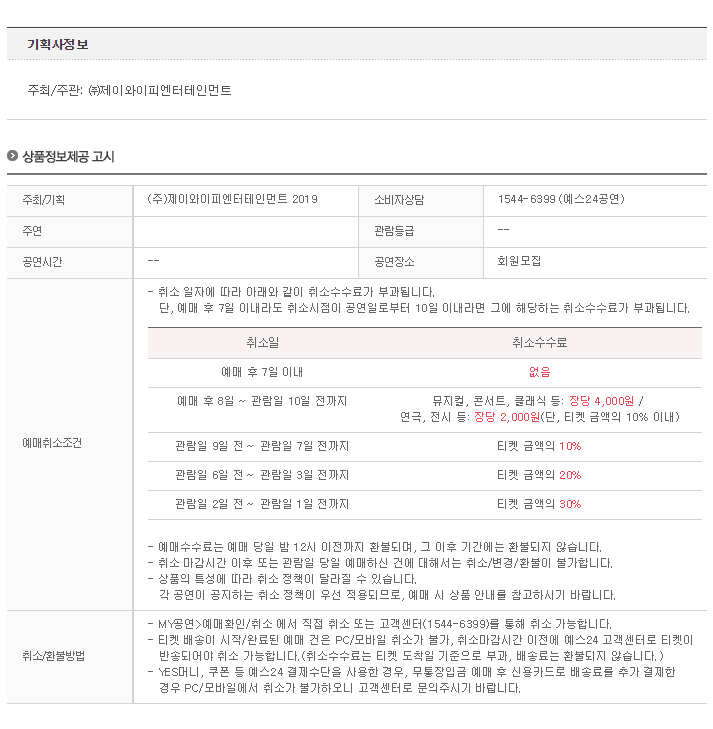 기획사정보
주최/주관: ㈜제이와이피엔터테인먼트
상품정보제공 고시
주최/기획 (주)제이와이피엔터테인먼트 2019 소비자상담 1544-6399 (예스24공연)
주연 관람등급 --
공연시간 -- 공연장소 회원모집
예매취소조건
- 취소 일자에 따라 아래와 같이 취소수수료가 부과됩니다.
단, 예매 후 7일 이내라도 취소시점이 공연일로부터 10일 이내라면 그에 해당하는 취소수수료가 부과됩니다.
취소일 취소수수료
예매 후 7일 이내 없음
예매 후 8일 ~ 관람일 10일 전까지 뮤지컬, 콘서트, 클래식 등: 장당 4,000원 /
연극, 전시 등: 장당 2,000원(단, 티켓 금액의 10% 이내)
관람일 9일 전 ~ 관람일 7일 전까지 티켓 금액의 10%
관람일 6일 전 ~ 관람일 3일 전까지 티켓 금액의 20%
관람일 2일 전 ~ 관람일 1일 전까지 티켓 금액의 30%
- 예매수수료는 예매 당일 밤 12시 이전까지 환불되며, 그 이후 기간에는 환불되지 않습니다.
- 취소 마감시간 이후 또는 관람일 당일 예매하신 건에 대해서는 취소/변경/환불이 불가합니다.
- 상품의 특성에 따라 취소 정책이 달라질 수 있습니다.
각 공연이 공지하는 취소 정책이 우선 적용되므로, 예매 시 상품 안내를 참고하시기 바랍니다.
취소/환불방법
- MY공연>예매확인/취소 에서 직접 취소 또는 고객센터(1544-6399)를 통해 취소 가능합니다.
- 티켓 배송이 시작/완료된 예매 건은 PC/모바일 취소가 불가, 취소마감시간 이전에 예스24 고객센터로 티켓이
반송되어야 취소 가능합니다.(취소수수료는 티켓 도착일 기준으로 부과, 배송료는 환불되지 않습니다.)
- YES머니, 쿠폰 등 예스24 결제수단을 사용한 경우, 무통장입금 예매 후 신용카드로 배송료를 추가 결제한
경우 PC/모바일에서 취소가 불가하오니 고객센터로 문의주시기 바랍니다.